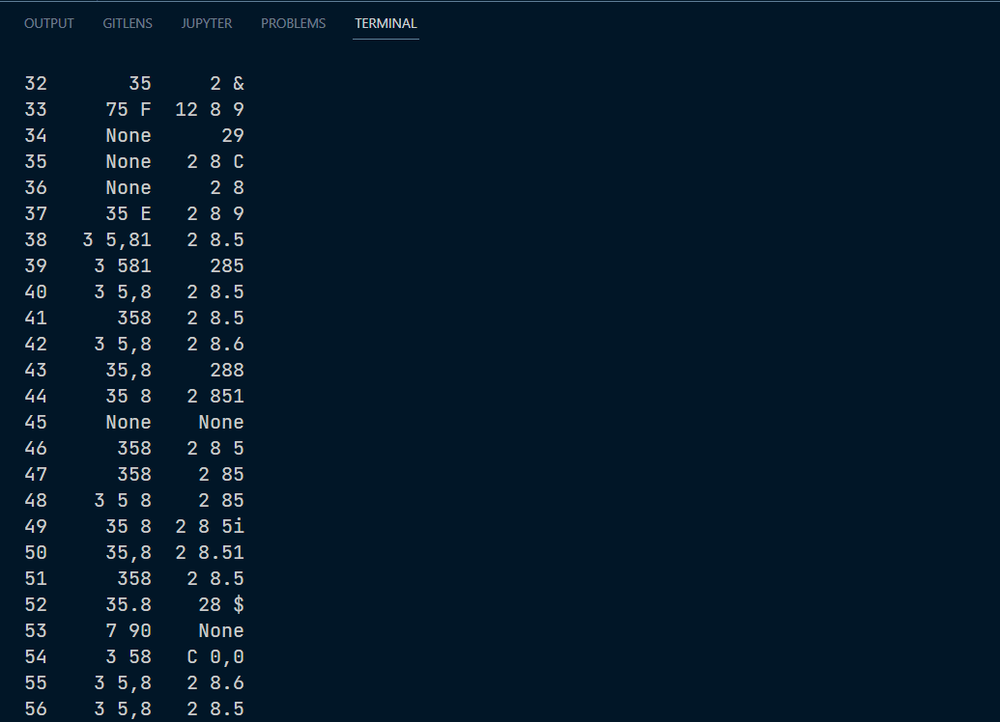 OUTPUT GITLENS JUPYTER PROBLEMS TERMINAL
32 35 2 &
33 75 F 12 8 9
34 None 29
35 None 2 8 C
36 None 2 8
37 35 E 2 8 9
38 3 5,81 2 8.5
39 3 581 285
40 3 5,8 2 8.5
41 358 2 8.5
42 3 5,8 2 8.6
43 35,8 288
44 35 8 2 851
45 None None
46 358 2 8 5
47 358 2 85
48 3 5 8 2 85
49 35 8 2 8 5i
50 35,8 2 8.51
51 358 2 8.5
52 35.8 28 $
53 7 90 None
54 3 58 C 0,0
55 3 5,8 2 8.6
56 3 5,8 2 8.5